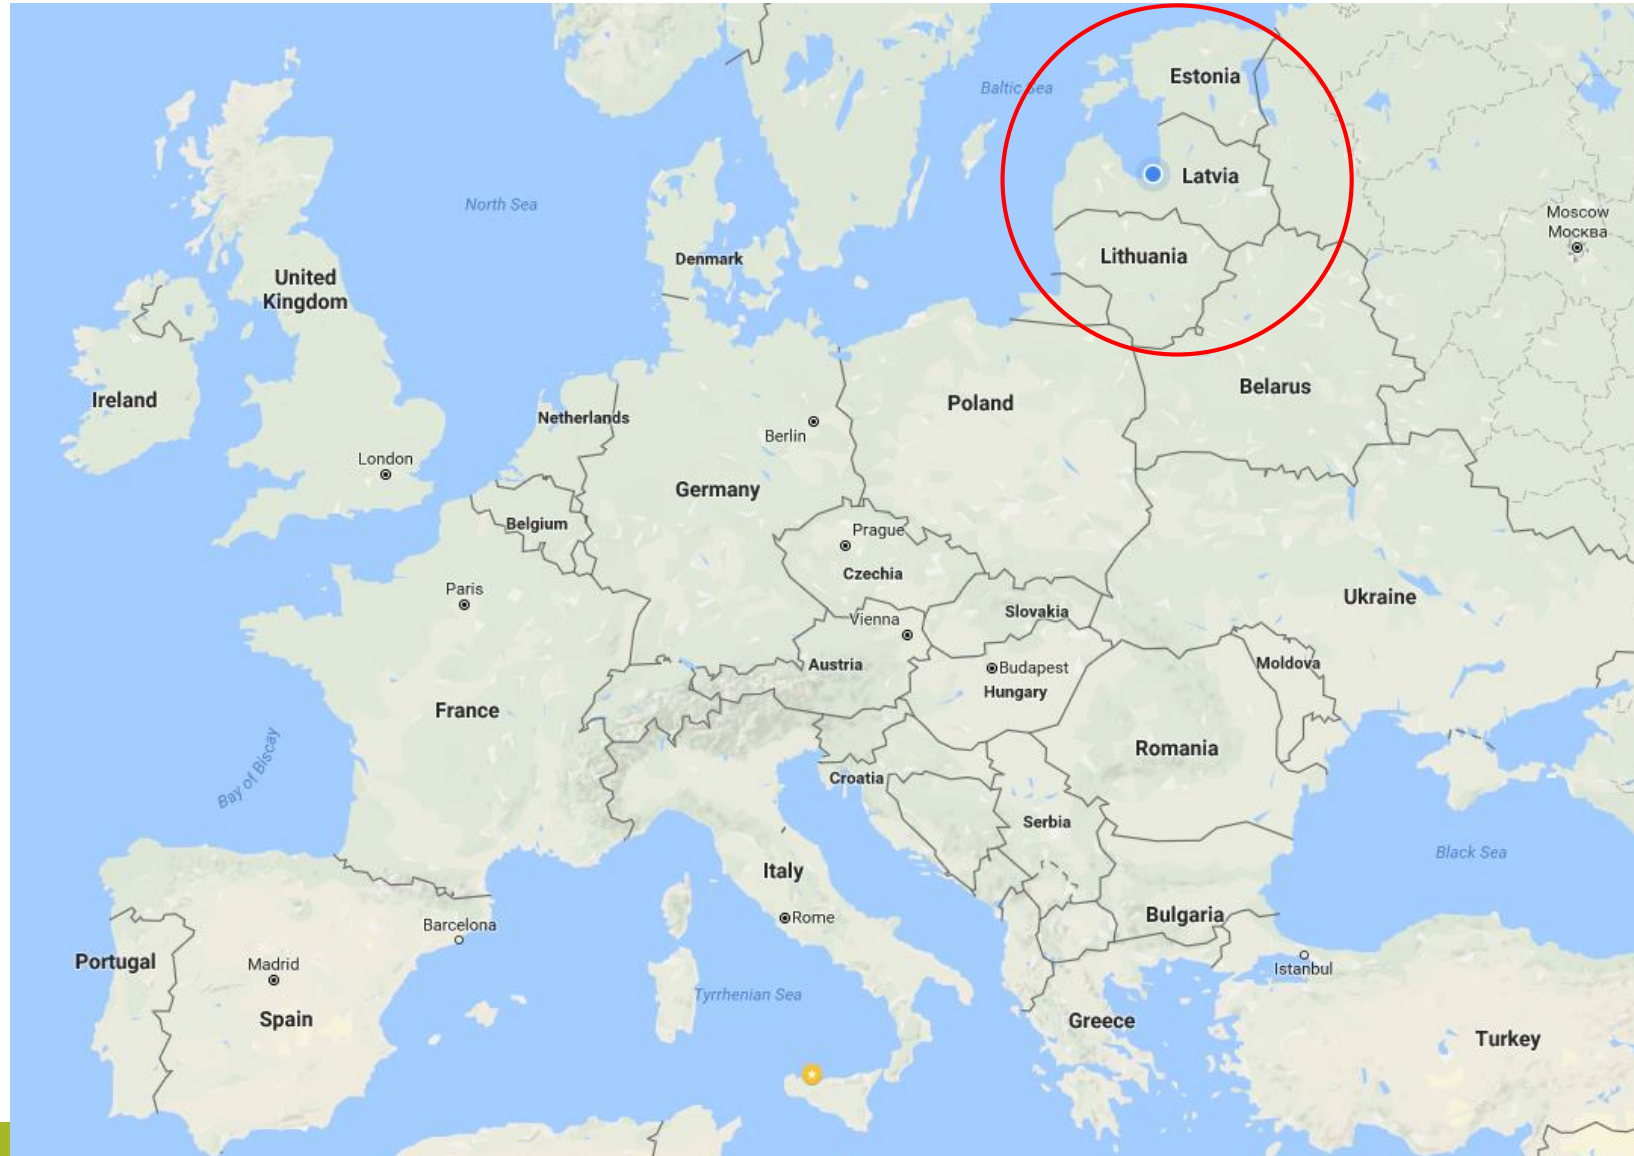 Estonia
Baltic Sea
Latvia
North Sea
Moscow
Москва
Denmark
Lithuania
United
Kingdom
Belarus
Ireland
Poland
Netherlands
Berlin
London
Germany
Belgium
Prague
Czechia
Paris
Ukraine
Slovakia
Vienna
Austria
Budapest
Moldova
Hungary
France
Romania
Bay of Biscay
Croatia
Serbia
Black Sea
Italy
Bulgaria
Rome
Barcelona
Portugal
Madrid
Istanbul
Tyrrhenian Sea
Spain
Greece
Turkey